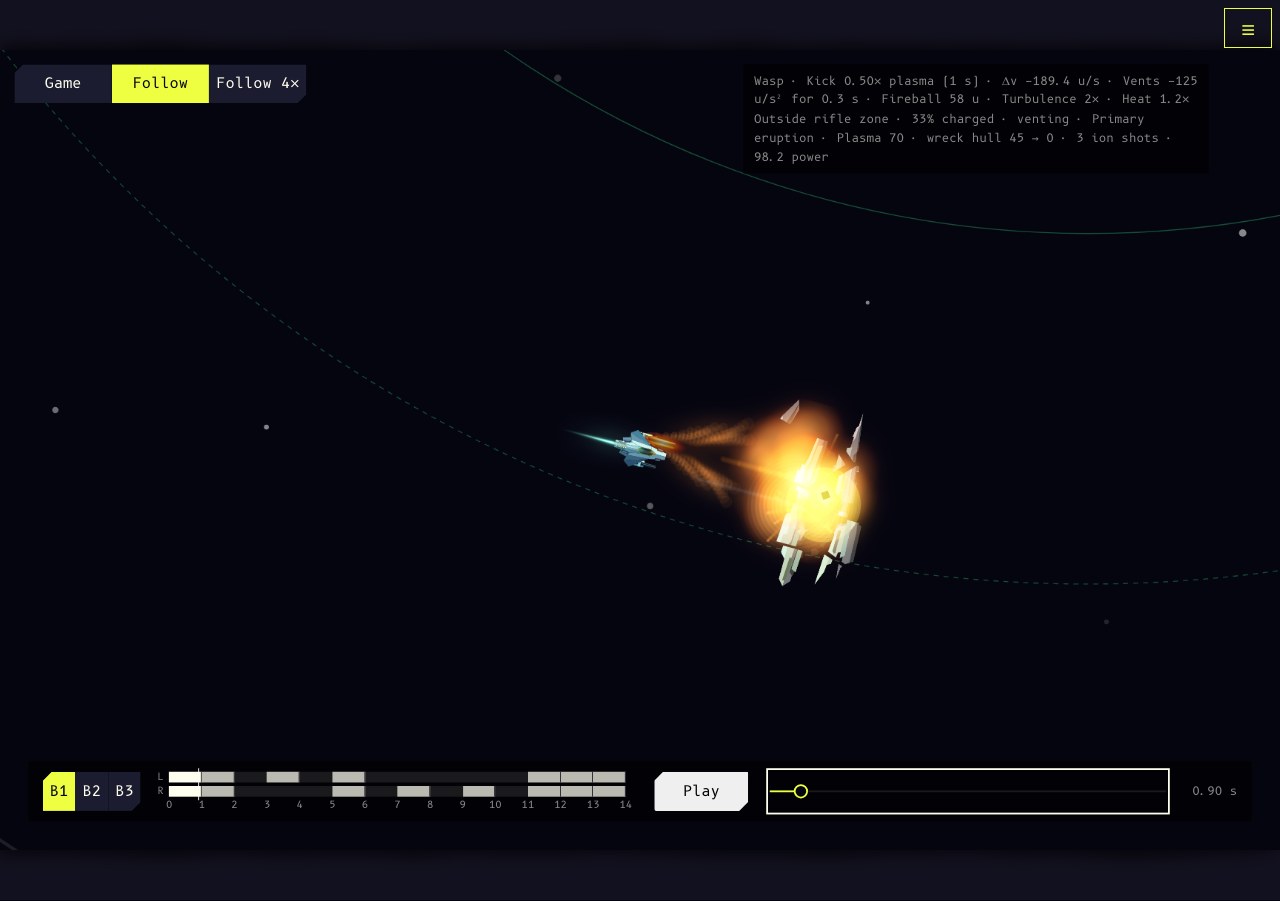 ≡
Game Follow Follow 4×
Wasp · Kick 0.50× plasma [1 s] · Δv −189.4 u/s · Vents −125
u/s² for 0.3 s · Fireball 58 u · Turbulence 2× · Heat 1.2×
Outside rifle zone · 33% charged · venting · Primary
eruption · Plasma 70 · wreck hull 45 → 0 · 3 ion shots ·
98.2 power
B1 B2 B3
L
R
0 1 2 3 4 5 6 7 8 9 10 11 12 13 14
Play
0.90 s